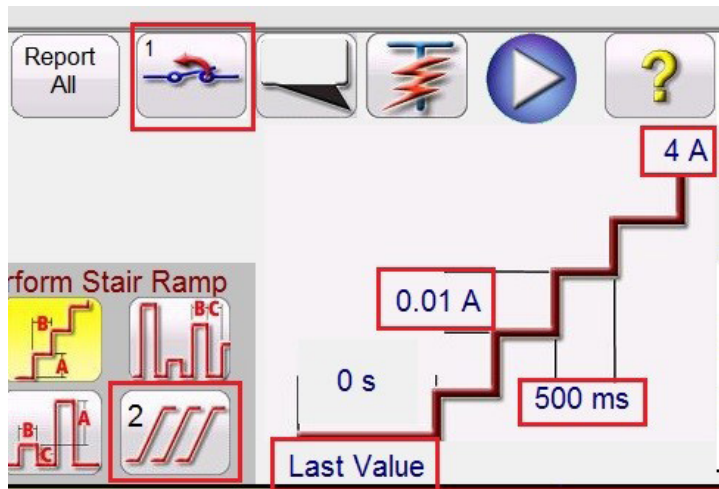 Report
All
1
?
4 A
rform Stair Ramp
B
A
B C
0.01 A
0 s
500 ms
B
C
A
2
Last Value